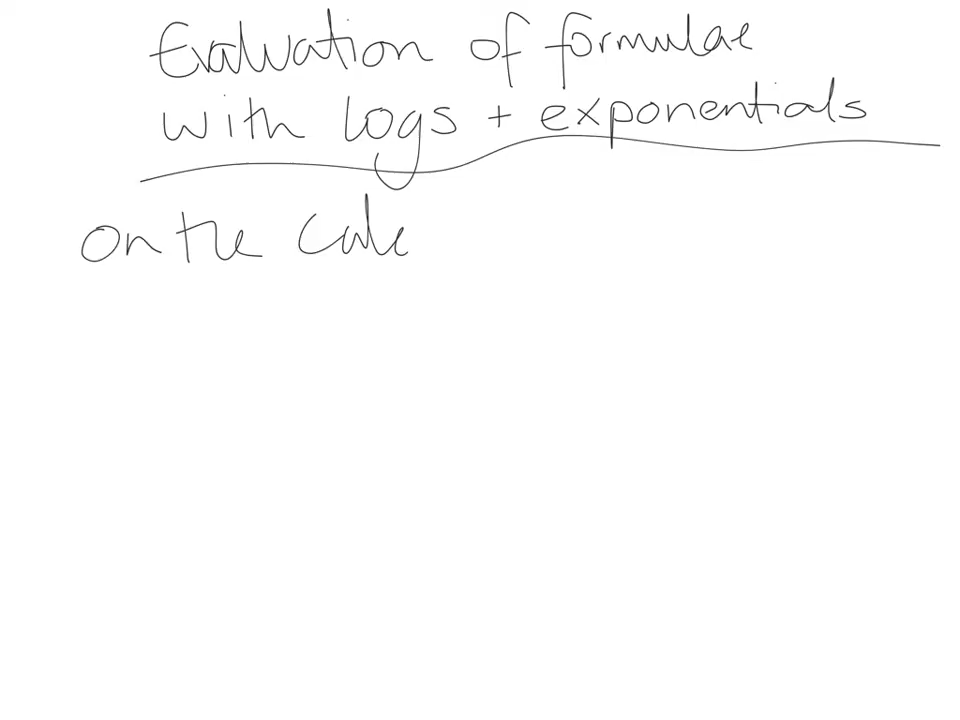 Evaluation of formulae
with logs + exponentials
on the calc